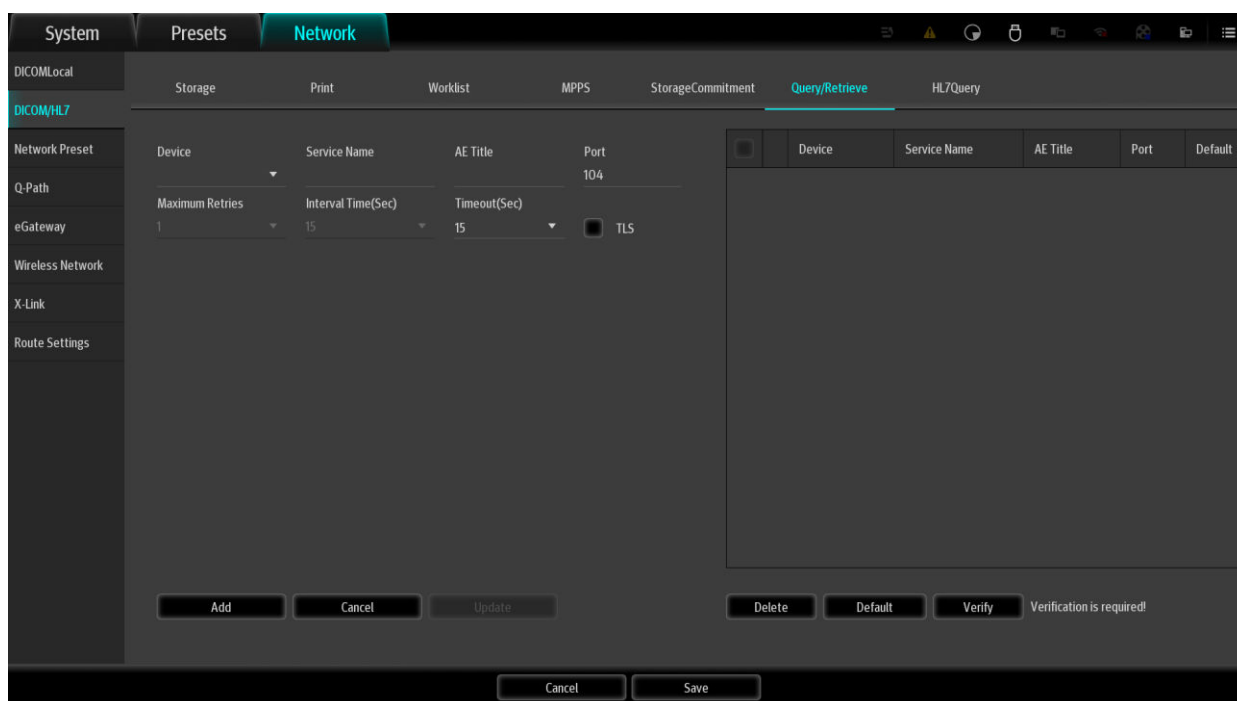 System Presets Network
DICOMLocal
DICOM/HL7
Network Preset
Q-Path
eGateway
Wireless Network
X-Link
Route Settings
Storage Print Worklist MPPS StorageCommitment Query/Retrieve HL7Query
Device Service Name AE Title Port
104
Maximum Retries Interval Time(Sec) Timeout(Sec)
1 15 15 TLS
Device Service Name AE Title Port Default
Add Cancel Update
Delete Default Verify Verification is required!
Cancel Save